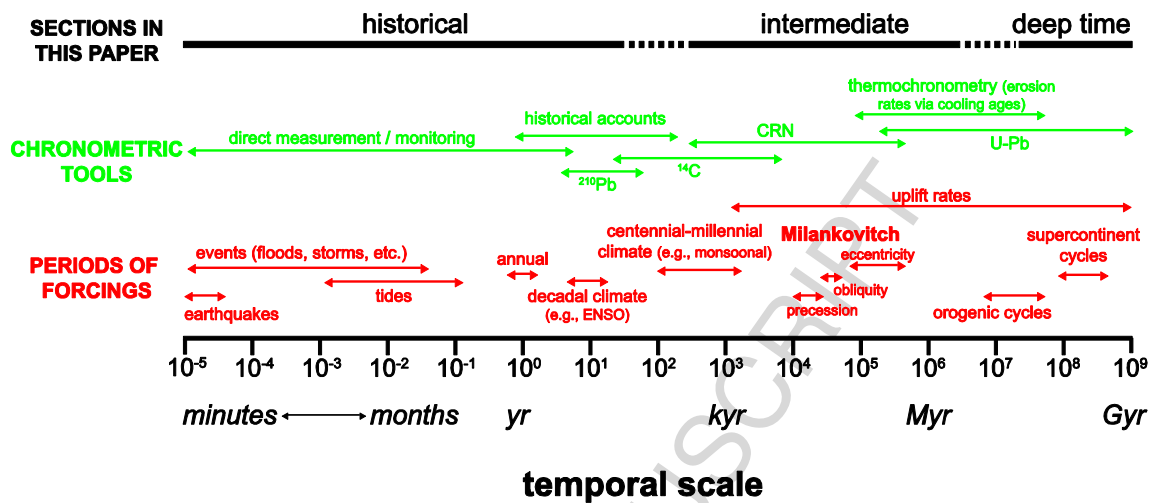 SECTIONS IN
THIS PAPER
historical
intermediate
deep time
CHRONOMETRIC
TOOLS
direct measurement / monitoring
historical accounts
²¹⁰Pb
¹⁴C
CRN
thermochronometry (erosion
rates via cooling ages)
U-Pb
PERIODS OF
FORCINGS
uplift rates
events (floods, storms, etc.)
earthquakes
tides
annual
decadal climate
(e.g., ENSO)
centennial-millennial
climate (e.g., monsoonal)
Milankovitch
eccentricity
obliquity
precession
supercontinent
cycles
orogenic cycles
10⁻⁵ 10⁻⁴ 10⁻³ 10⁻² 10⁻¹ 10⁰ 10¹ 10² 10³ 10⁴ 10⁵ 10⁶ 10⁷ 10⁸ 10⁹
minutes months yr kyr Myr Gyr
temporal scale